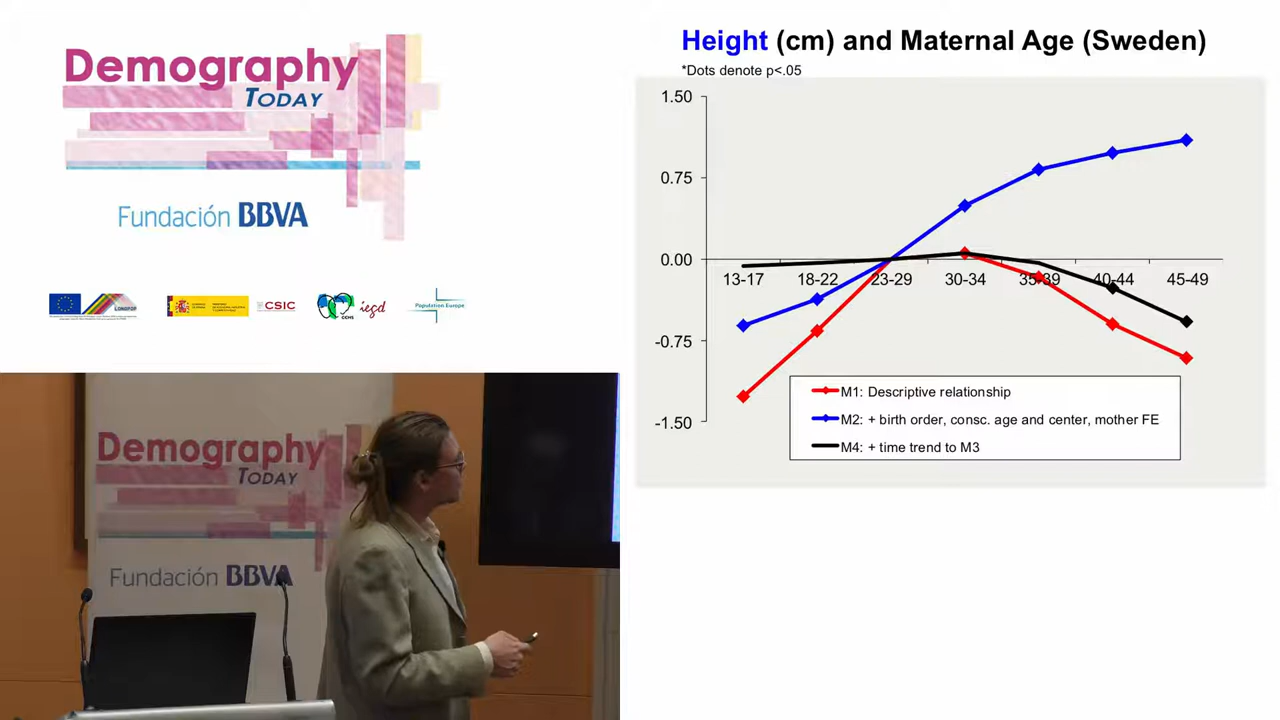 Demography
TODAY
Fundación BBVA
CSIC
iegd
Population Europe
Height (cm) and Maternal Age (Sweden)
*Dots denote p<.05
1.50
0.75
0.00
-0.75
-1.50
13-17 18-22 23-29 30-34 35-39 40-44 45-49
M1: Descriptive relationship
M2: + birth order, consc. age and center, mother FE
M4: + time trend to M3
Demography
TODAY
Fundación BBVA